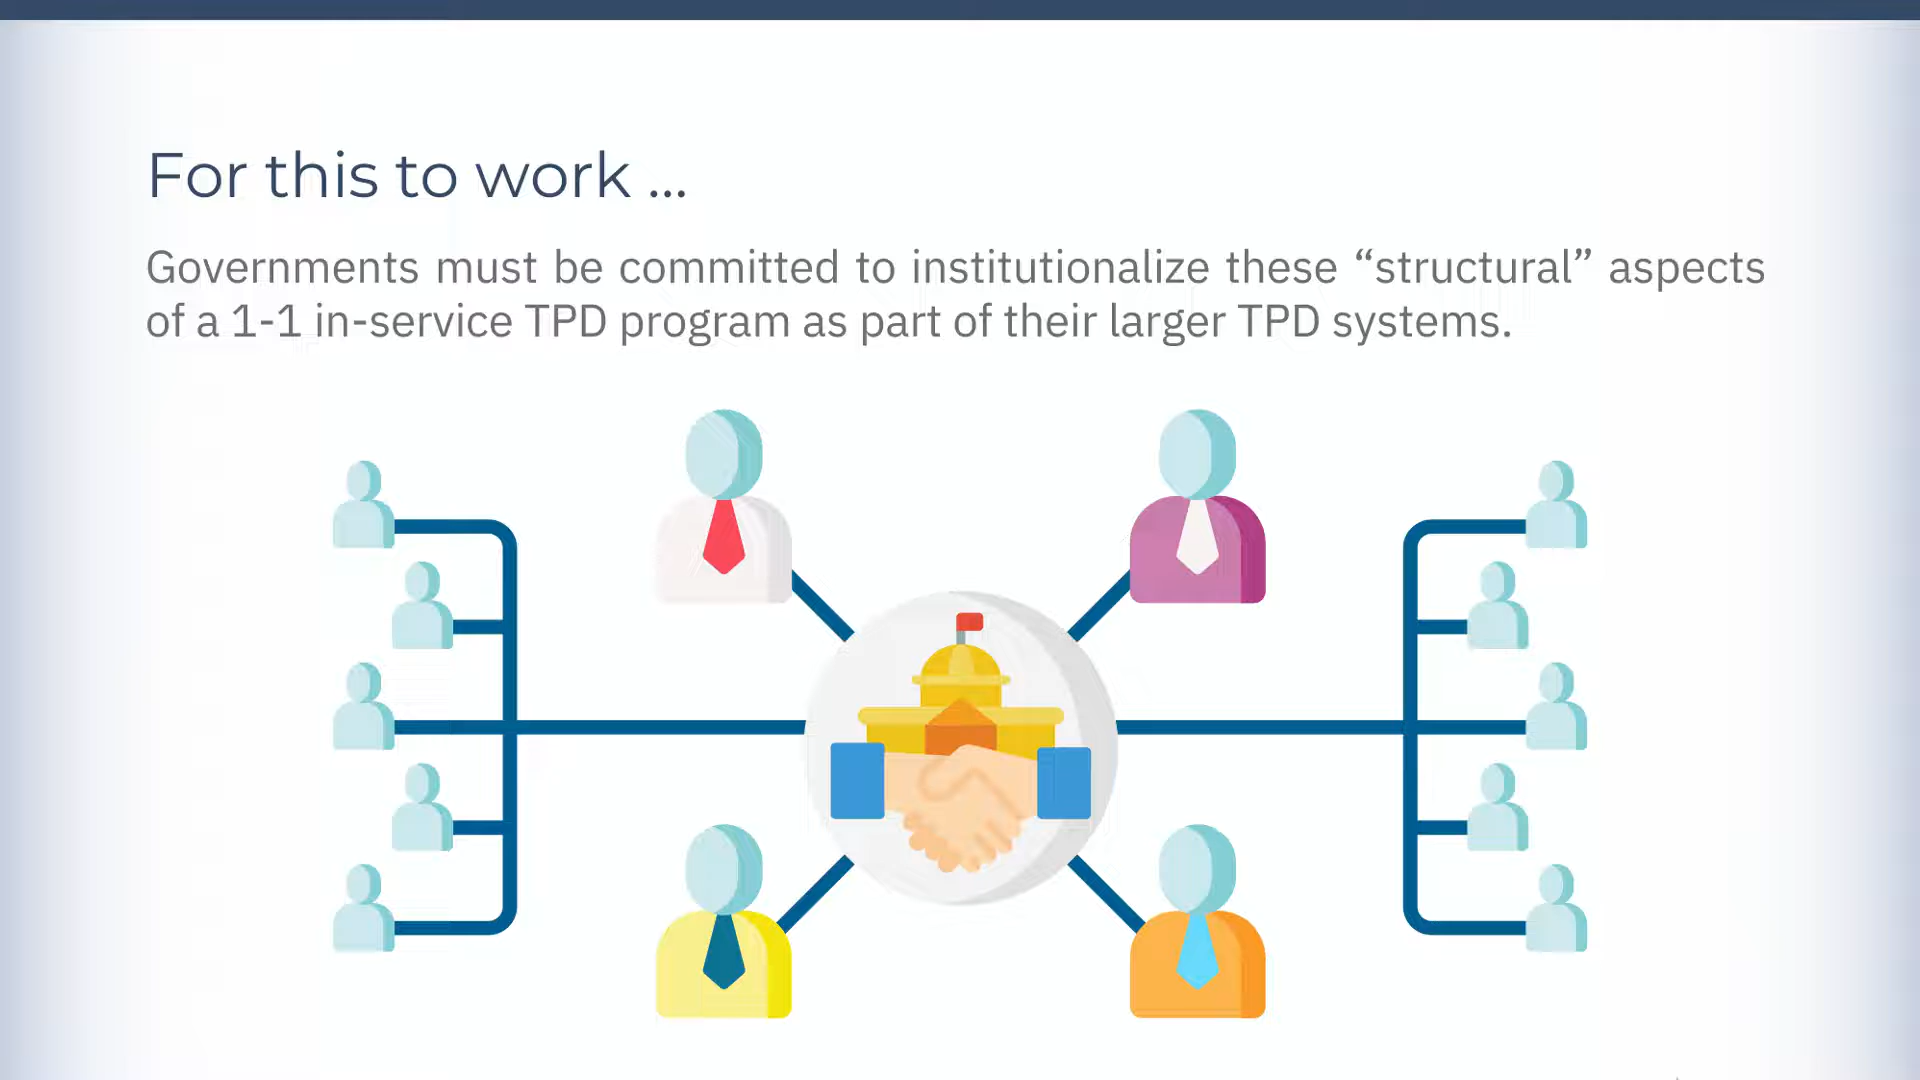 For this to work ...
Governments must be committed to institutionalize these “structural” aspects
of a 1-1 in-service TPD program as part of their larger TPD systems.